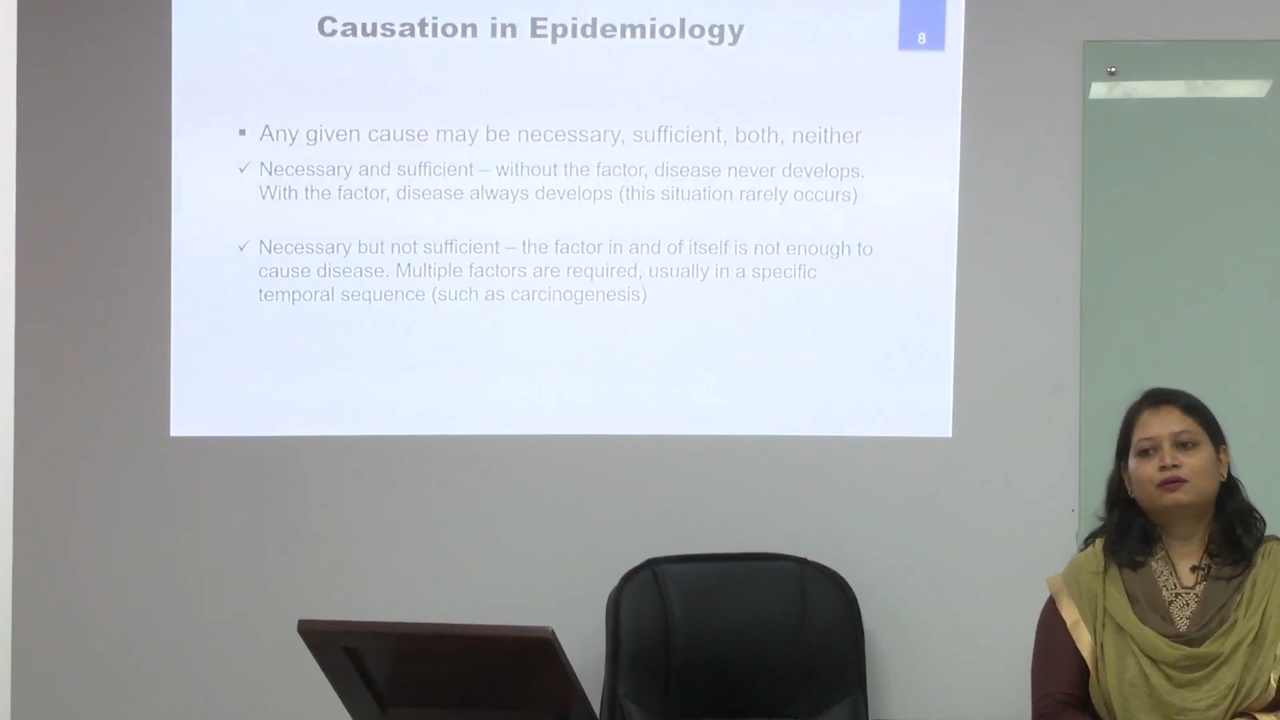 Causation in Epidemiology
8
▪ Any given cause may be necessary, sufficient, both, neither
✓ Necessary and sufficient – without the factor, disease never develops.
With the factor, disease always develops (this situation rarely occurs)
✓ Necessary but not sufficient – the factor in and of itself is not enough to
cause disease. Multiple factors are required, usually in a specific
temporal sequence (such as carcinogenesis)